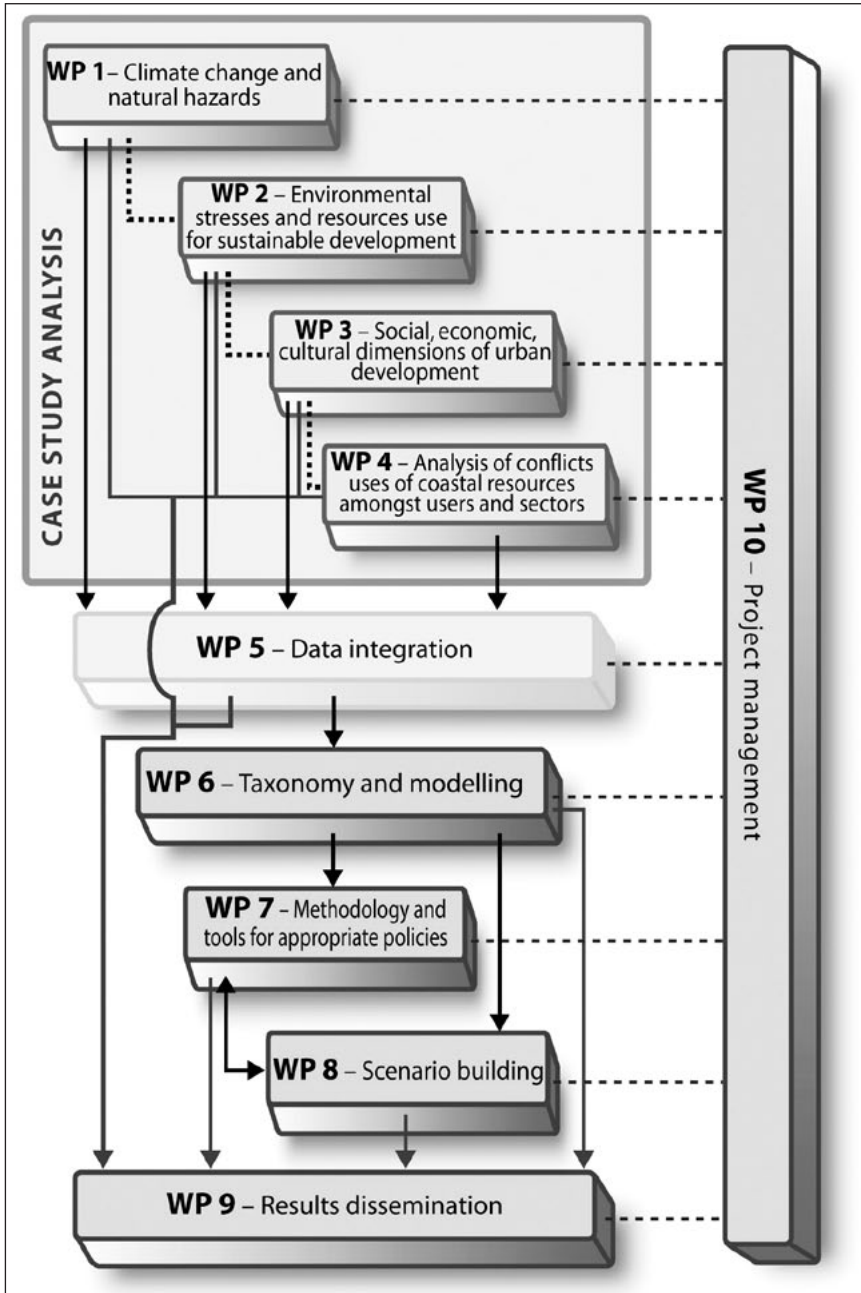 CASE STUDY ANALYSIS
WP 1 – Climate change and
natural hazards
WP 2 – Environmental
stresses and resources use
for sustainable development
WP 3 – Social, economic,
cultural dimensions of urban
development
WP 4 – Analysis of conflicts
uses of coastal resources
amongst users and sectors
WP 5 – Data integration
WP 6 – Taxonomy and modelling
WP 7 – Methodology and
tools for appropriate policies
WP 8 – Scenario building
WP 9 – Results dissemination
WP 10 – Project management